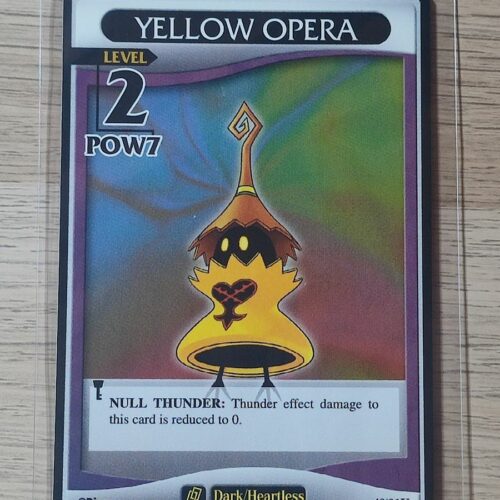 YELLOW OPERA
LEVEL
2
POW7
NULL THUNDER: Thunder effect damage to
this card is reduced to 0.
Dark/Heartless